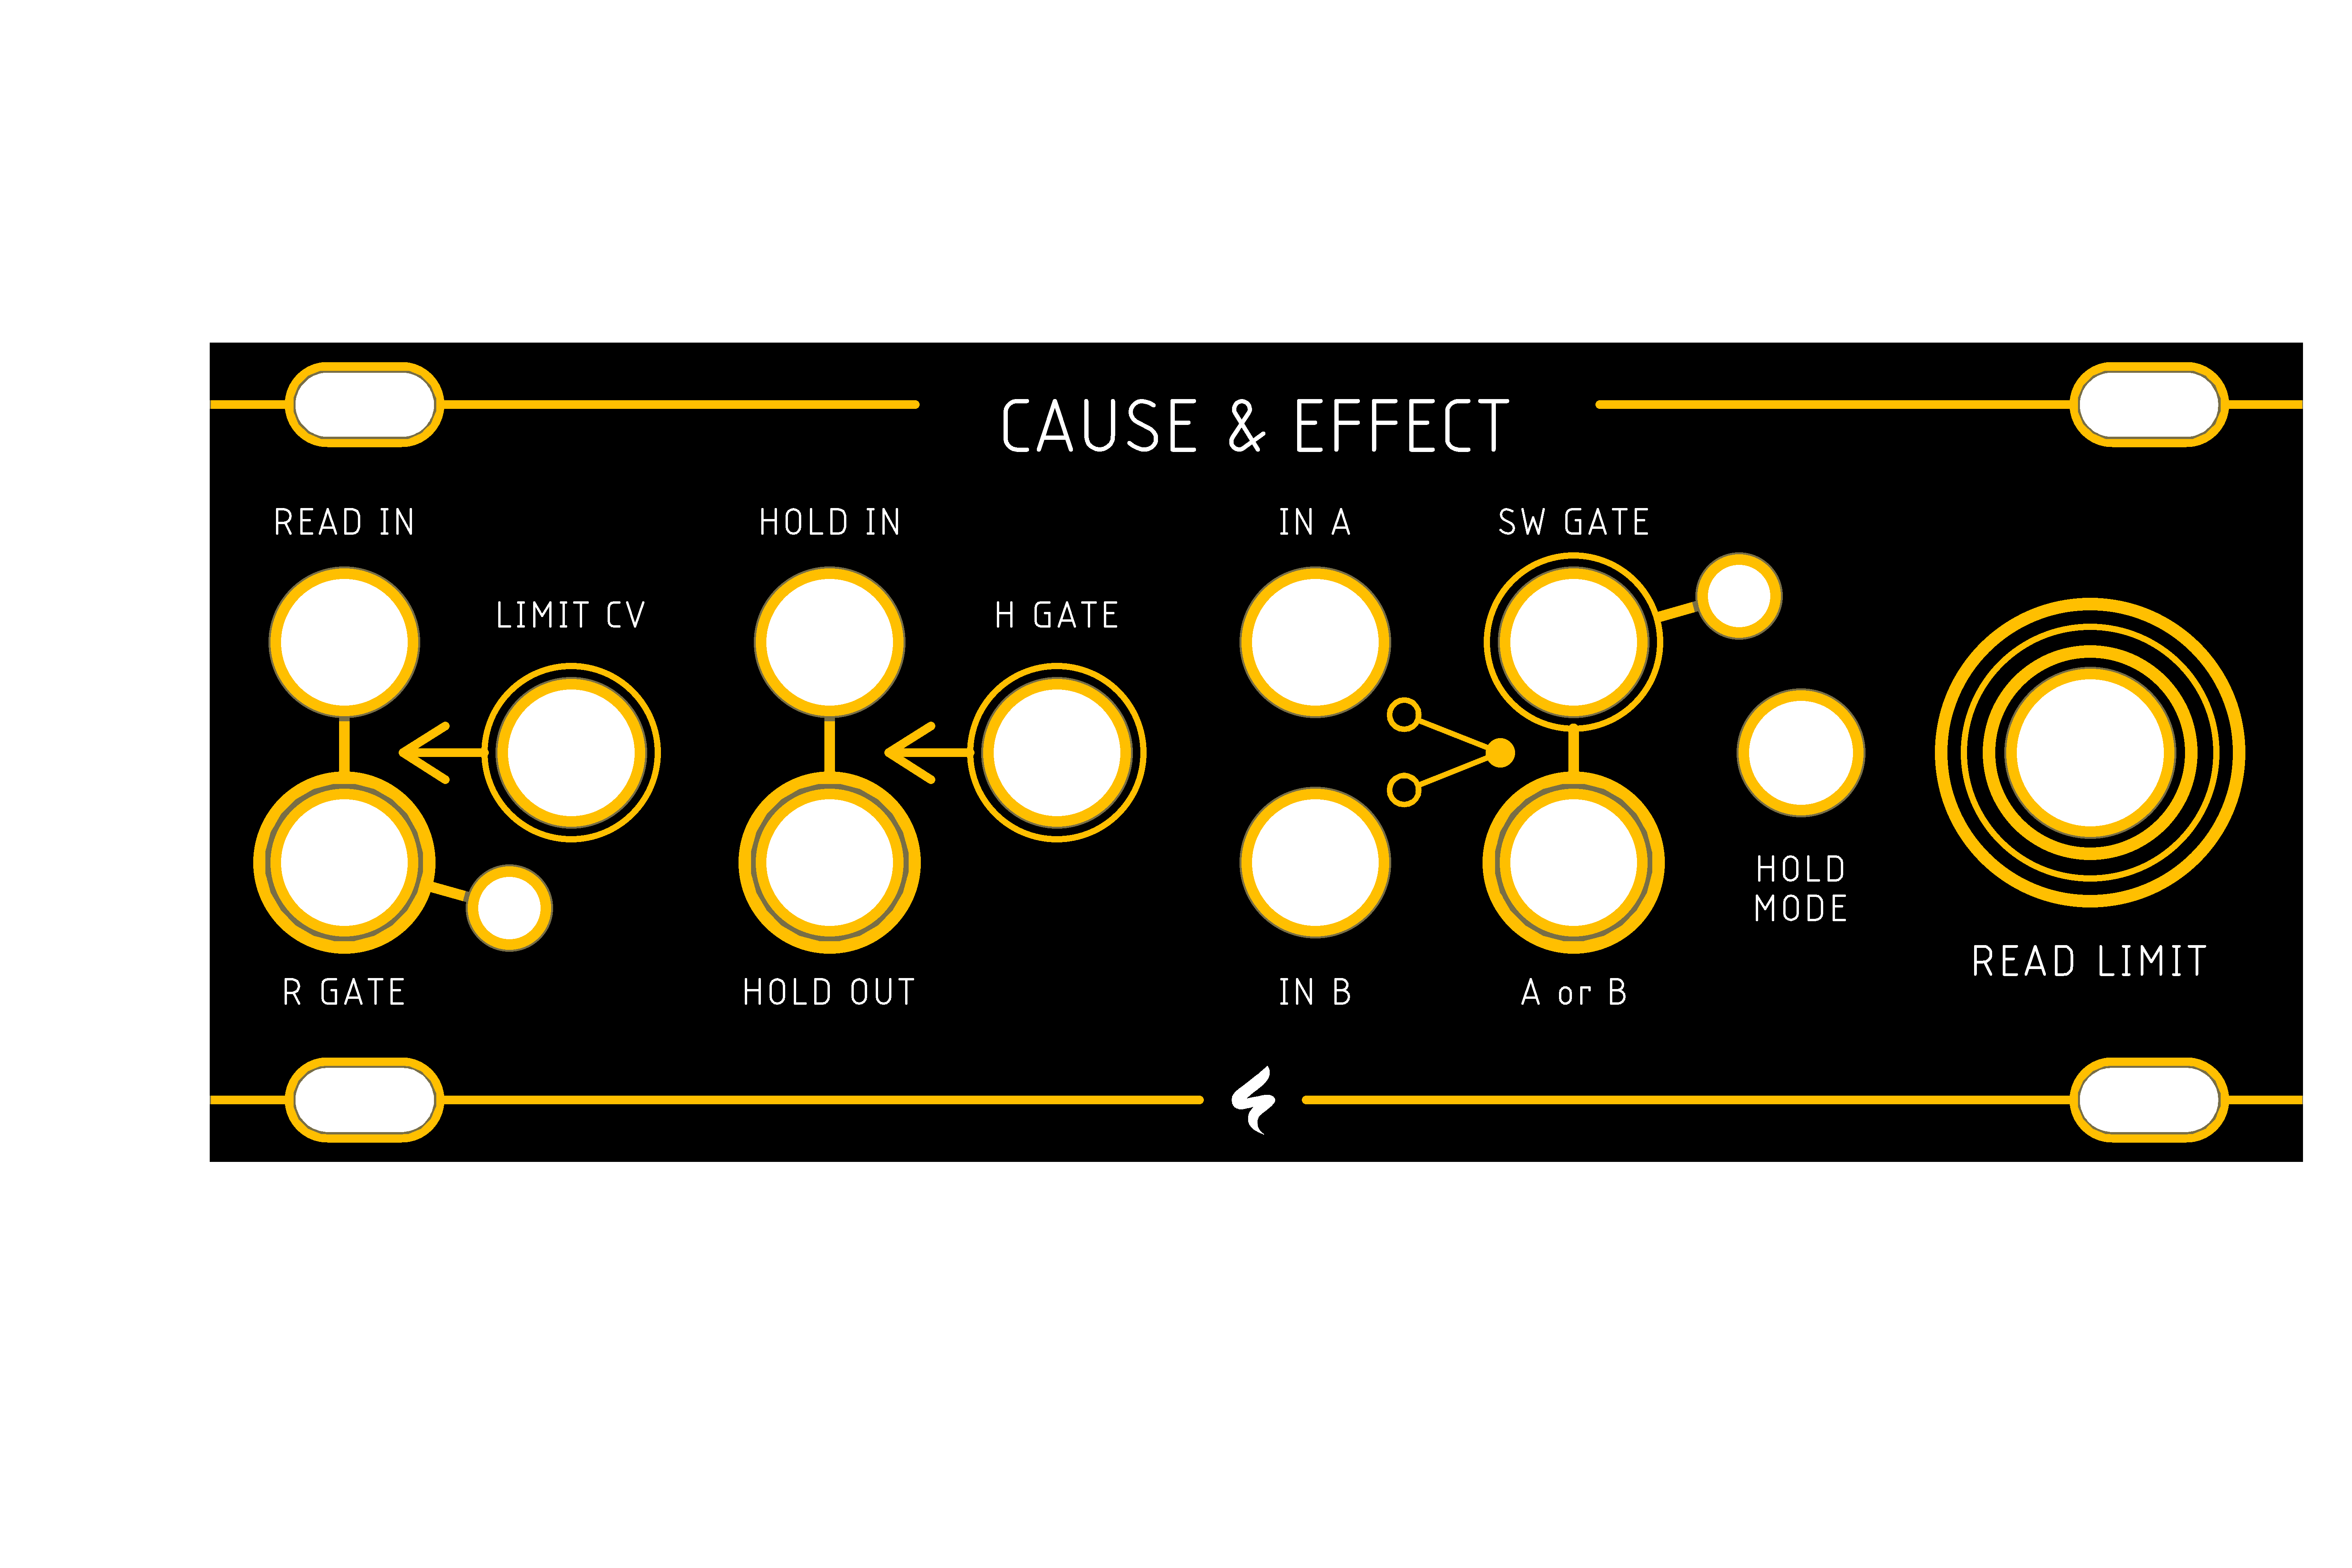 CAUSE & EFFECT
READ IN
HOLD IN
IN A
SW GATE
LIMIT CV
H GATE
HOLD
MODE
READ LIMIT
R GATE
HOLD OUT
IN B
A or B